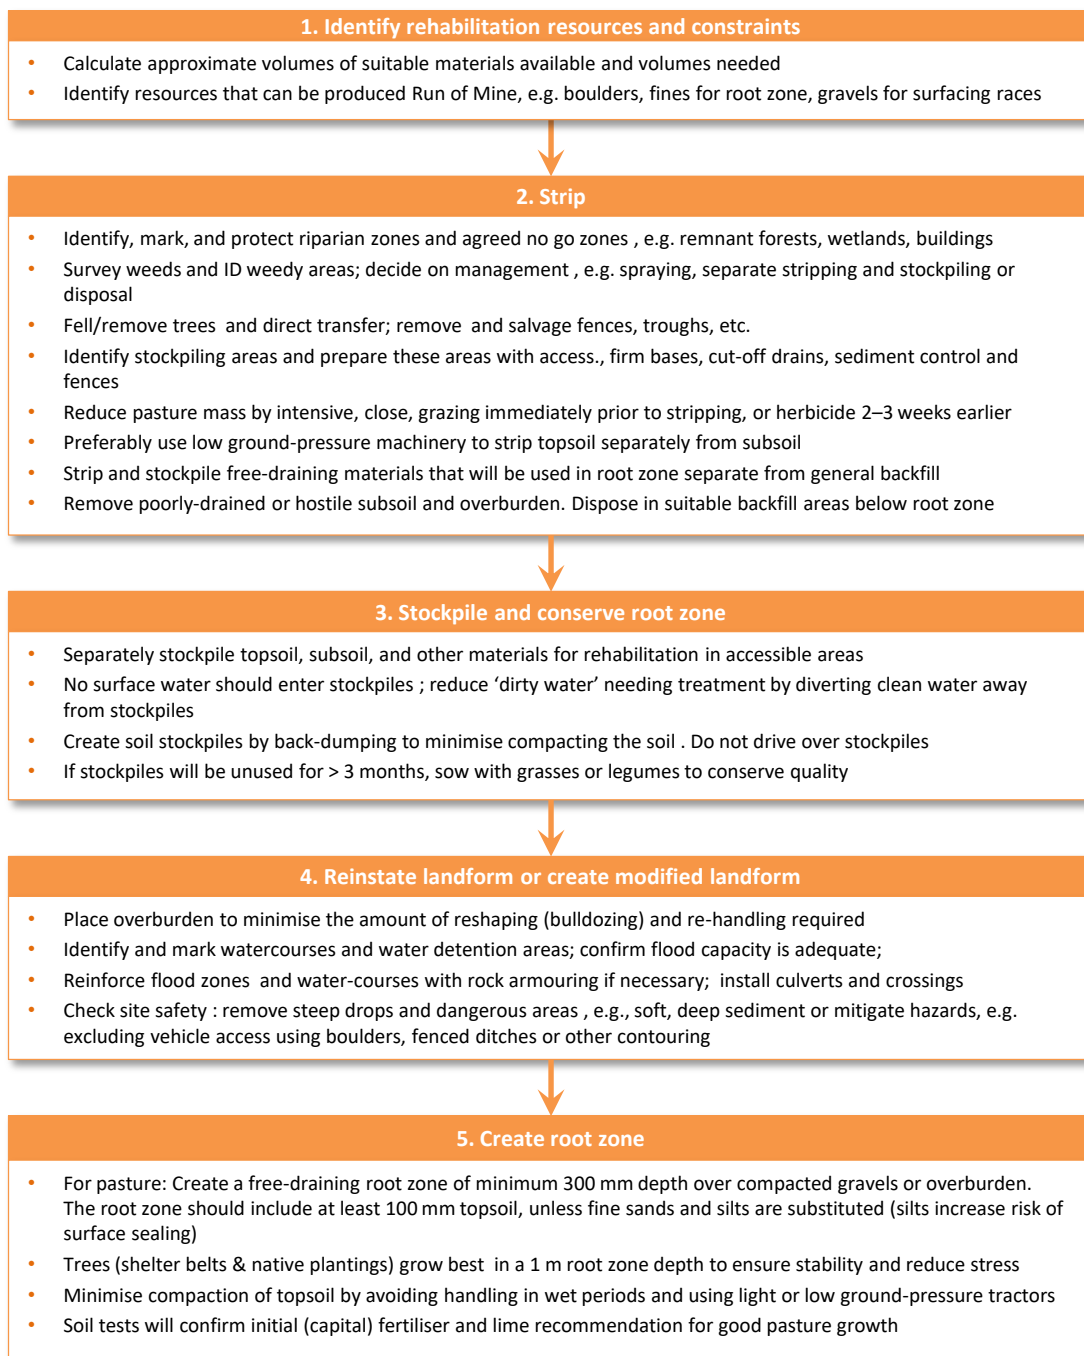 1. Identify rehabilitation resources and constraints
• Calculate approximate volumes of suitable materials available and volumes needed
• Identify resources that can be produced Run of Mine, e.g. boulders, fines for root zone, gravels for surfacing races
2. Strip
• Identify, mark, and protect riparian zones and agreed no go zones , e.g. remnant forests, wetlands, buildings
• Survey weeds and ID weedy areas; decide on management , e.g. spraying, separate stripping and stockpiling or
disposal
• Fell/remove trees and direct transfer; remove and salvage fences, troughs, etc.
• Identify stockpiling areas and prepare these areas with access., firm bases, cut-off drains, sediment control and
fences
• Reduce pasture mass by intensive, close, grazing immediately prior to stripping, or herbicide 2–3 weeks earlier
• Preferably use low ground-pressure machinery to strip topsoil separately from subsoil
• Strip and stockpile free-draining materials that will be used in root zone separate from general backfill
• Remove poorly-drained or hostile subsoil and overburden. Dispose in suitable backfill areas below root zone
3. Stockpile and conserve root zone
• Separately stockpile topsoil, subsoil, and other materials for rehabilitation in accessible areas
• No surface water should enter stockpiles ; reduce ‘dirty water’ needing treatment by diverting clean water away
from stockpiles
• Create soil stockpiles by back-dumping to minimise compacting the soil . Do not drive over stockpiles
• If stockpiles will be unused for > 3 months, sow with grasses or legumes to conserve quality
4. Reinstate landform or create modified landform
• Place overburden to minimise the amount of reshaping (bulldozing) and re-handling required
• Identify and mark watercourses and water detention areas; confirm flood capacity is adequate;
• Reinforce flood zones and water-courses with rock armouring if necessary; install culverts and crossings
• Check site safety : remove steep drops and dangerous areas , e.g., soft, deep sediment or mitigate hazards, e.g.
excluding vehicle access using boulders, fenced ditches or other contouring
5. Create root zone
• For pasture: Create a free-draining root zone of minimum 300 mm depth over compacted gravels or overburden.
The root zone should include at least 100 mm topsoil, unless fine sands and silts are substituted (silts increase risk of
surface sealing)
• Trees (shelter belts & native plantings) grow best in a 1 m root zone depth to ensure stability and reduce stress
• Minimise compaction of topsoil by avoiding handling in wet periods and using light or low ground-pressure tractors
• Soil tests will confirm initial (capital) fertiliser and lime recommendation for good pasture growth